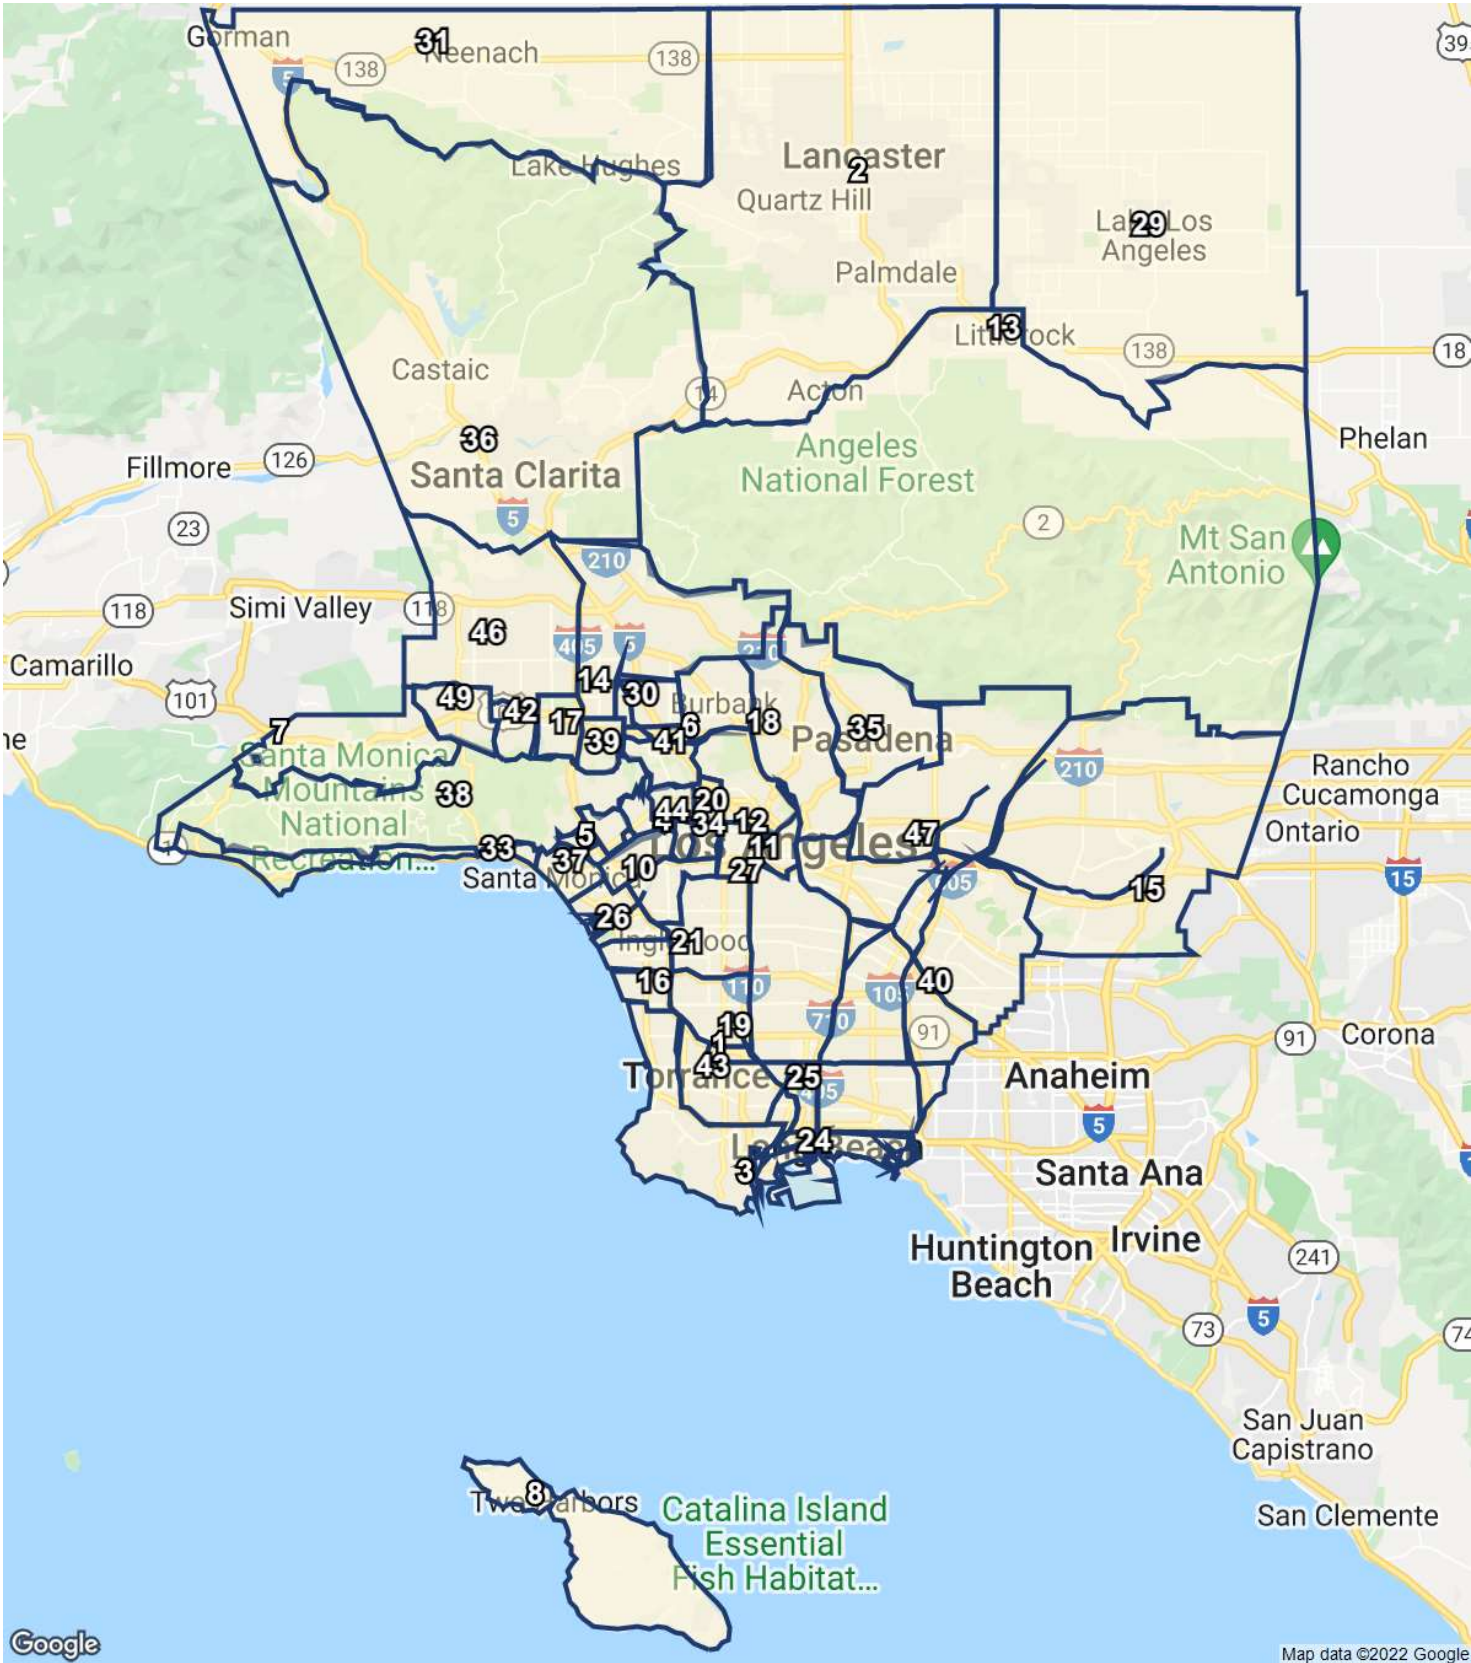 Gorman
31
Neenach
39
5
138
138
Lake Hughes
Lancaster
2
Quartz Hill
Lake Los
29
Angeles
Palmdale
13
Littlerock
138
18
Castaic
14
Acton
36
Santa Clarita
Angeles
National Forest
Phelan
Fillmore
126
23
5
2
Mt San
Antonio
210
118
Simi Valley
118
46
405
5
210
Camarillo
101
49
42
17
14
30
Burbank
6
18
39
41
35
Pasadena
7
Santa Monica
Mountains
National
Recreation...
38
210
Rancho
Cucamonga
Ontario
1
33
Santa Monica
5
37
10
44
4
20
34
12
11
Los Angeles
27
47
605
15
15
26
Inglewood
21
16
110
105
40
710
19
1
91
91
Corona
43
Torrance
25
405
Anaheim
5
24
Long Beach
3
Santa Ana
Huntington
Beach
Irvine
241
5
73
74
San Juan
Capistrano
8
Two Harbors
Catalina Island
Essential
Fish Habitat...
San Clemente
Google
Map data ©2022 Google